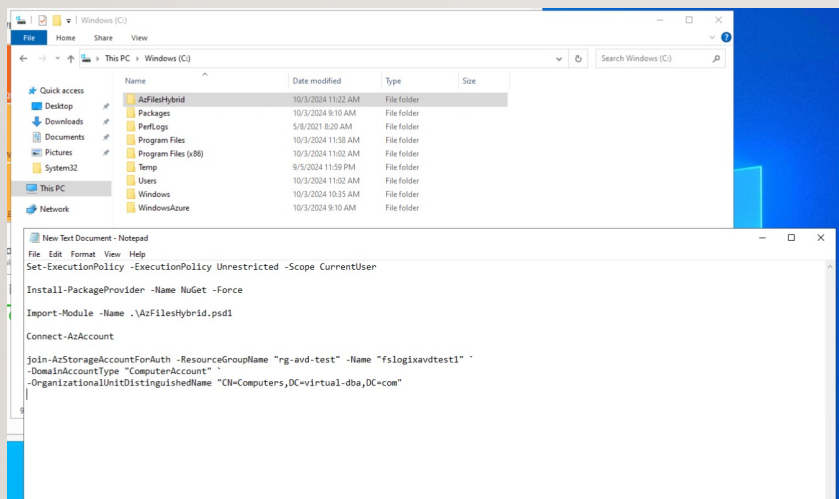 Windows (C:)
File Home Share View
This PC > Windows (C:)
Search Windows (C:)
Name Date modified Type Size
Quick access
Desktop
Downloads
Documents
Pictures
System32
This PC
Network
AzFilesHybrid 10/3/2024 11:22 AM File folder
Packages 10/3/2024 9:10 AM File folder
PerfLogs 5/8/2021 8:20 AM File folder
Program Files 10/3/2024 11:58 AM File folder
Program Files (x86) 10/3/2024 11:02 AM File folder
Temp 9/5/2024 11:59 PM File folder
Users 10/3/2024 11:02 AM File folder
Windows 10/3/2024 10:35 AM File folder
WindowsAzure 10/3/2024 9:10 AM File folder
New Text Document - Notepad
File Edit Format View Help
Set-ExecutionPolicy -ExecutionPolicy Unrestricted -Scope CurrentUser
Install-PackageProvider -Name NuGet -Force
Import-Module -Name .\AzFilesHybrid.psd1
Connect-AzAccount
join-AzStorageAccountForAuth -ResourceGroupName "rg-avd-test" -Name "fslogixavdtest1" `
-DomainAccountType "ComputerAccount" `
-OrganizationalUnitDistinguishedName "CN=Computers,DC=virtual-dba,DC=com"